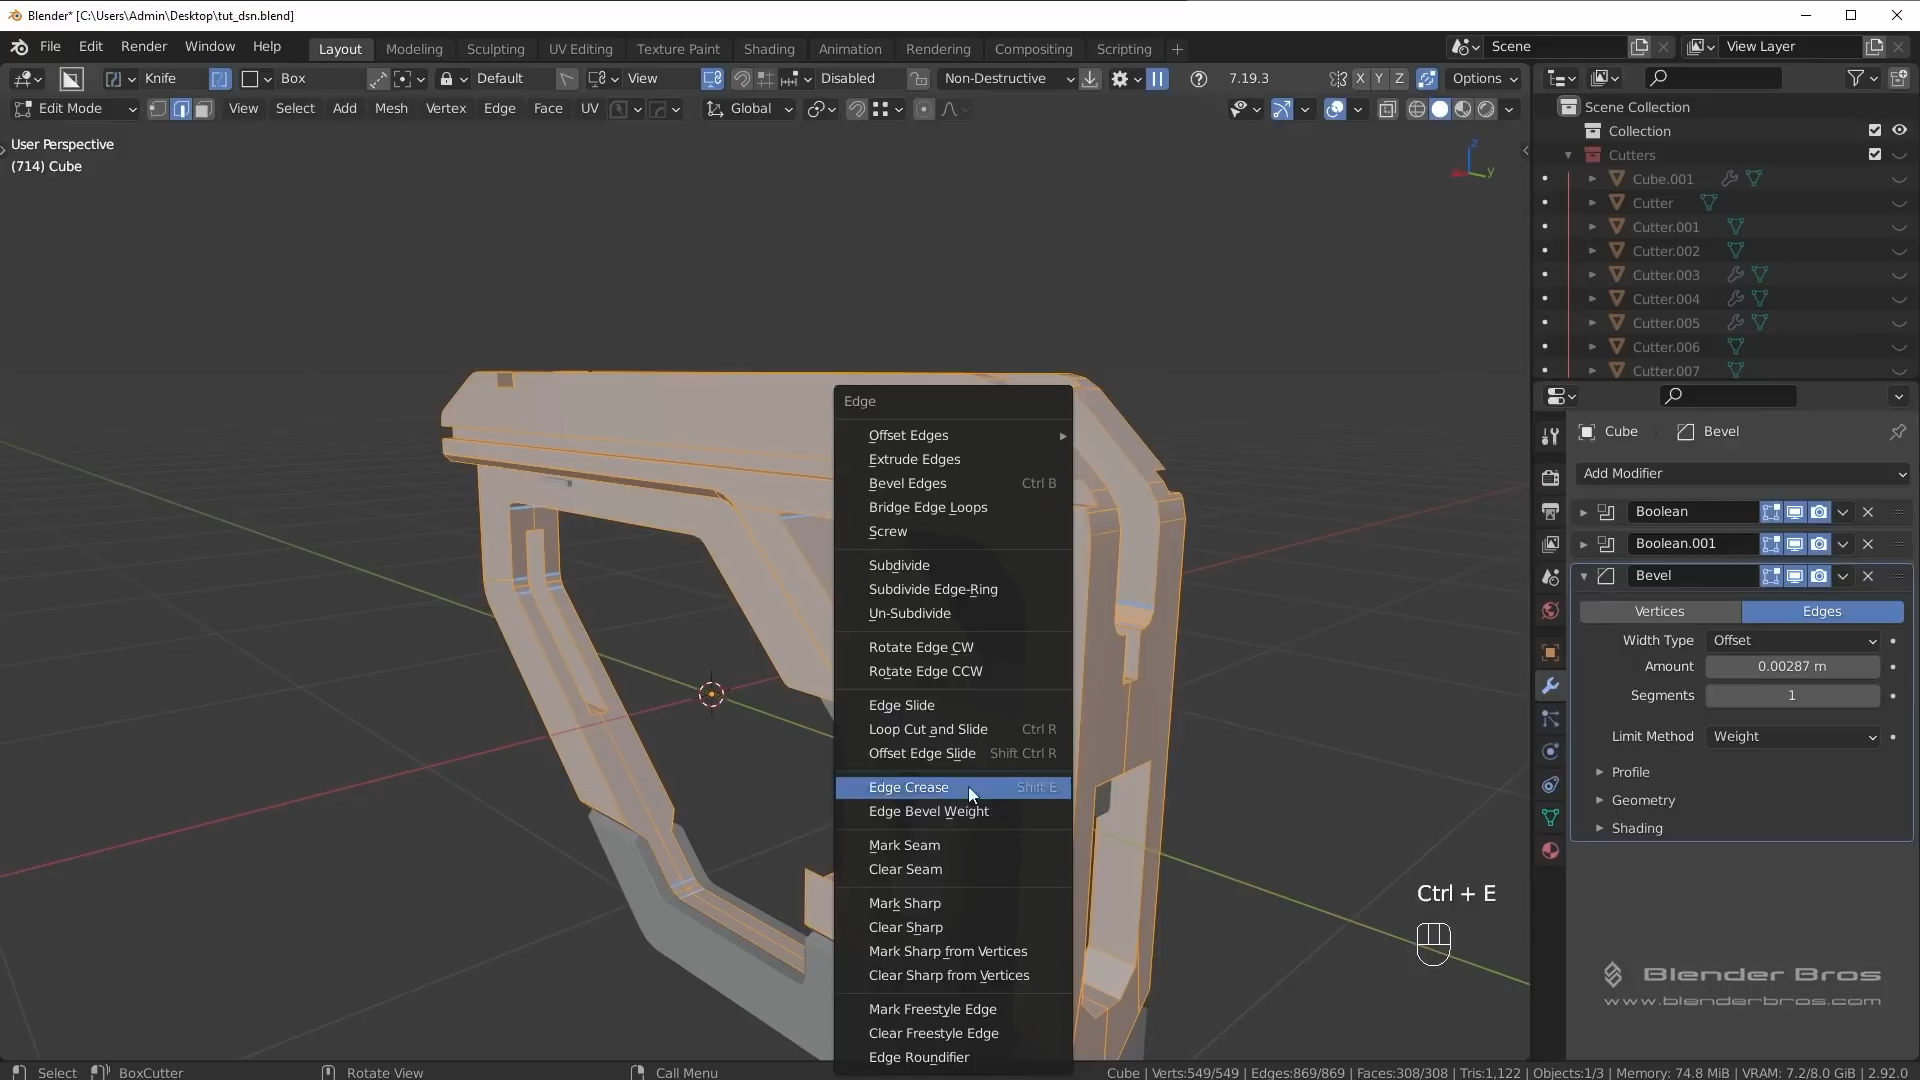 Blender* [C:\Users\Admin\Desktop\tut_dsn.blend]
File Edit Render Window Help Layout Modeling Sculpting UV Editing Texture Paint Shading Animation Rendering Compositing Scripting + Scene View Layer
Knife Box Default View Disabled Non-Destructive 7.19.3 X Y Z Options
Edit Mode View Select Add Mesh Vertex Edge Face UV Global
User Perspective
(714) Cube
z
y
Scene Collection
Collection
Cutters
Cube.001
Cutter
Cutter.001
Cutter.002
Cutter.003
Cutter.004
Cutter.005
Cutter.006
Cutter.007
Cube Bevel
Add Modifier
Boolean
Boolean.001
Bevel
Vertices Edges
Width Type Offset
Amount 0.00287 m
Segments 1
Limit Method Weight
Profile
Geometry
Shading
Edge
Offset Edges
Extrude Edges
Bevel Edges Ctrl B
Bridge Edge Loops
Screw
Subdivide
Subdivide Edge-Ring
Un-Subdivide
Rotate Edge CW
Rotate Edge CCW
Edge Slide
Loop Cut and Slide Ctrl R
Offset Edge Slide Shift Ctrl R
Edge Crease Shift E
Edge Bevel Weight
Mark Seam
Clear Seam
Mark Sharp
Clear Sharp
Mark Sharp from Vertices
Clear Sharp from Vertices
Mark Freestyle Edge
Clear Freestyle Edge
Edge Roundifier
Ctrl + E
Blender Bros
www.blenderbros.com
Select BoxCutter Rotate View Call Menu Cube | Verts:549/549 | Edges:869/869 | Faces:308/308 | Tris:1,122 | Objects:1/3 | Memory: 74.8 MiB | VRAM: 7.2/8.0 GiB | 2.92.0